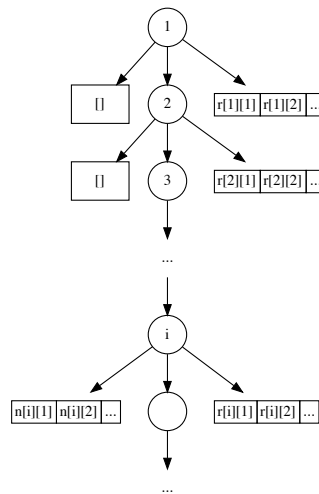 1
[] 2 r[1][1] r[1][2] ...
[] 3 r[2][1] r[2][2] ...
...
i
n[i][1] n[i][2] ... r[i][1] r[i][2] ...
...